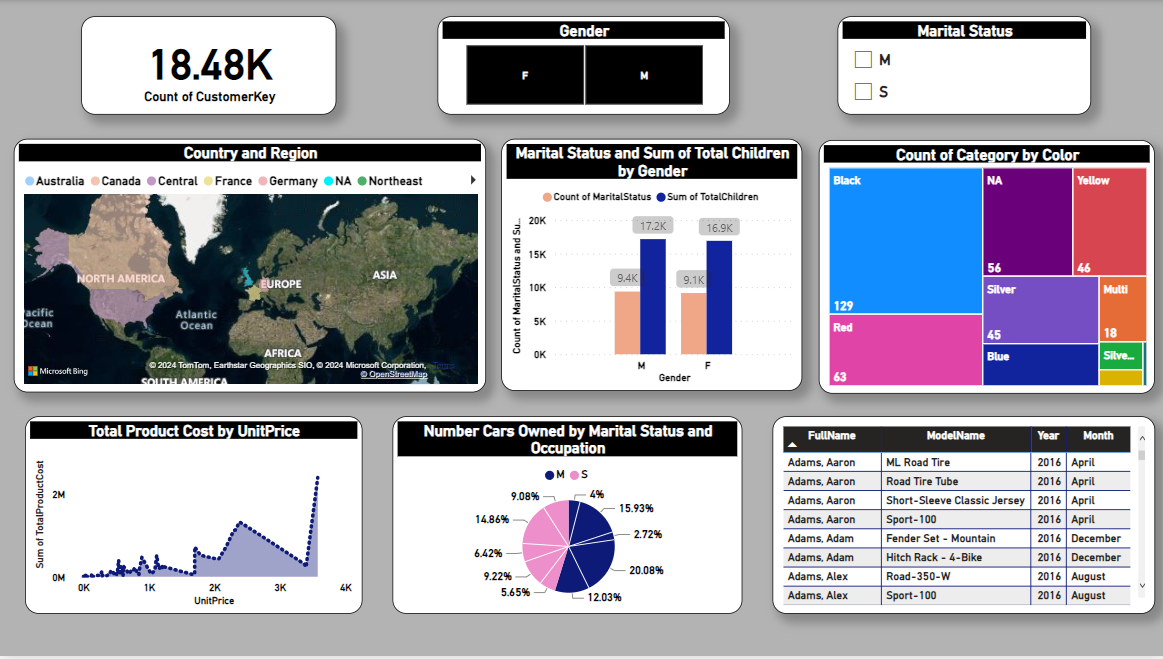 18.48K
Count of CustomerKey
Gender
F
M
Marital Status
M
S
Country and Region
Australia Canada Central France Germany NA Northeast
NORTH AMERICA
EUROPE
ASIA
Pacific
Ocean
Atlantic
Ocean
AFRICA
SOUTH AMERICA
Microsoft Bing
© 2024 TomTom, Earthstar Geographics SIO, © 2024 Microsoft Corporation,
© OpenStreetMap
Marital Status and Sum of Total Children
by Gender
Count of MaritalStatus Sum of TotalChildren
Count of MaritalStatus and Su...
20K
15K
10K
5K
0K
9.4K
17.2K
9.1K
16.9K
M
F
Gender
Count of Category by Color
Black
129
Red
63
NA
56
Yellow
46
Silver
45
Multi
18
Blue
Silve...
Total Product Cost by UnitPrice
Sum of TotalProductCost
2M
0M
0K 1K 2K 3K 4K
UnitPrice
Number Cars Owned by Marital Status and
Occupation
M S
4%
15.93%
2.72%
20.08%
12.03%
5.65%
9.22%
6.42%
14.86%
9.08%
FullName ModelName Year Month
Adams, Aaron ML Road Tire 2016 April
Adams, Aaron Road Tire Tube 2016 April
Adams, Aaron Short-Sleeve Classic Jersey 2016 April
Adams, Aaron Sport-100 2016 April
Adams, Adam Fender Set - Mountain 2016 December
Adams, Adam Hitch Rack - 4-Bike 2016 December
Adams, Alex Road-350-W 2016 August
Adams, Alex Sport-100 2016 August